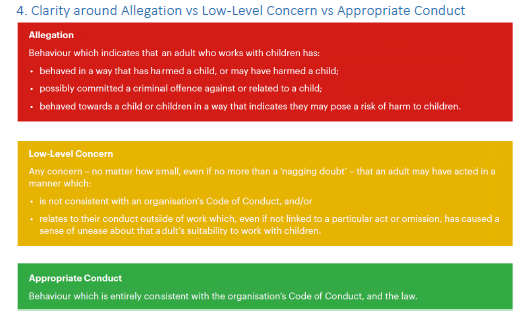 4. Clarity around Allegation vs Low-Level Concern vs Appropriate Conduct
Allegation
Behaviour which indicates that an adult who works with children has:
• behaved in a way that has harmed a child, or may have harmed a child;
• possibly committed a criminal offence against or related to a child;
• behaved towards a child or children in a way that indicates they may pose a risk of harm to children.
Low-Level Concern
Any concern – no matter how small, even if no more than a ‘nagging doubt’ – that an adult may have acted in a
manner which:
• is not consistent with an organisation’s Code of Conduct, and/or
• relates to their conduct outside of work which, even if not linked to a particular act or omission, has caused a
sense of unease about that adult’s suitability to work with children.
Appropriate Conduct
Behaviour which is entirely consistent with the organisation’s Code of Conduct, and the law.